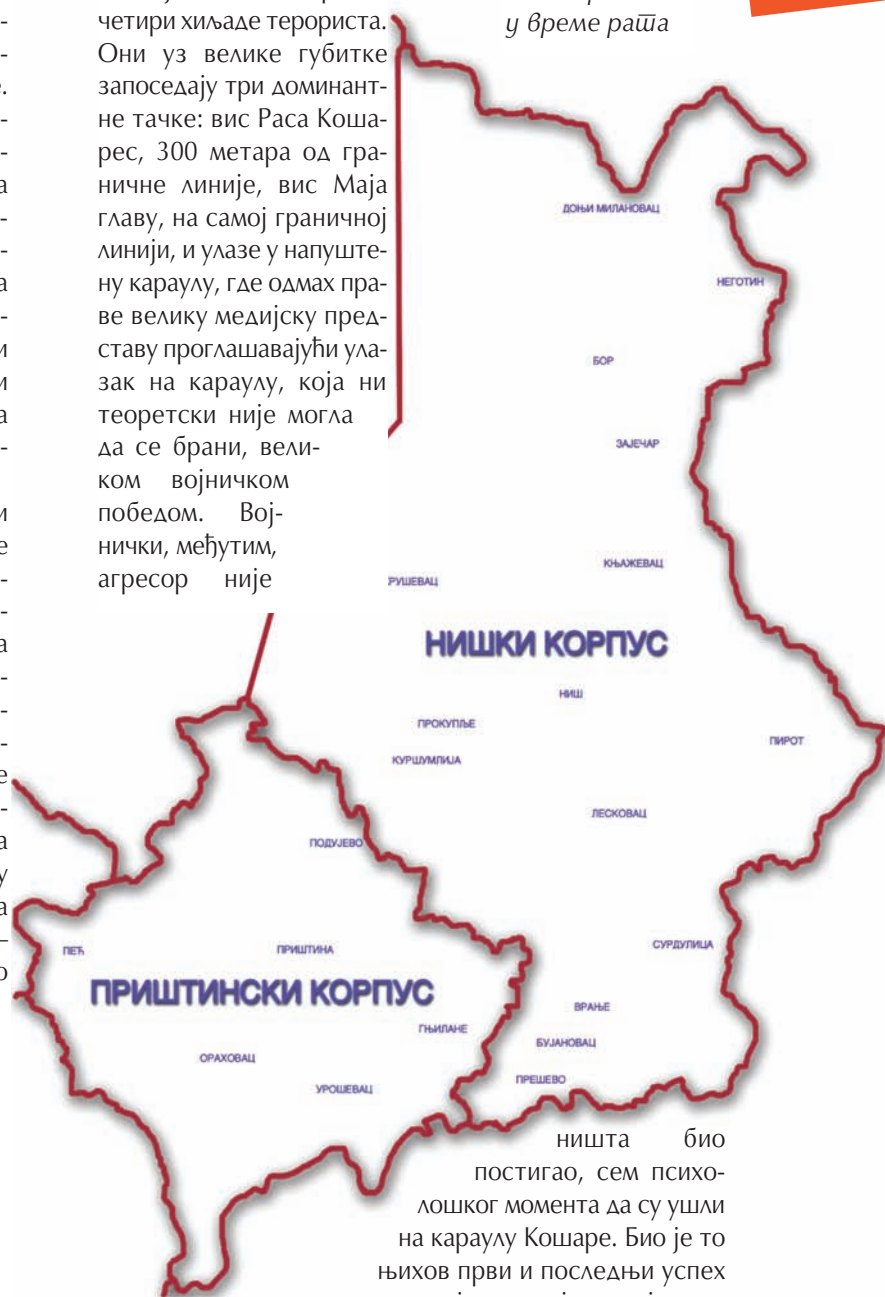 четири хиљаде терориста.
Они уз велике губитке
запоседају три доминант-
не тачке: вис Раса Коша-
рес, 300 метара од гра-
ничне линије, вис Маја
главу, на самој граничној
линији, и улазе у напуште-
ну караулу, где одмах пра-
ве велику медијску пред-
ставу проглашавајући ула-
зак на караулу, која ни
теоретски није могла
да се брани, вели-
ком војничком
победом. Вој-
нички, међутим,
агресор није
у време рата
ДОЊИ МИЛАНОВАЦ
НЕГОТИН
БОР
ЗАЈЕЧАР
КЊАЖЕВАЦ
РУШЕВАЦ
НИШКИ КОРПУС
НИШ
ПРОКУПЉЕ
ПИРОТ
КУРШУМЛИЈА
ЛЕСКОВАЦ
ПОДУЈЕВО
СУРДУЛИЦА
ПЕЋ
ПРИШТИНА
ПРИШТИНСКИ КОРПУС
ВРАЊЕ
ГЊИЛАНЕ
БУЈАНОВАЦ
ОРАХОВАЦ
ПРЕШЕВО
УРОШЕВАЦ
ништа био
постигао, сем психо-
лошког момента да су ушли
на караулу Кошаре. Био је то
њихов први и последњи успех